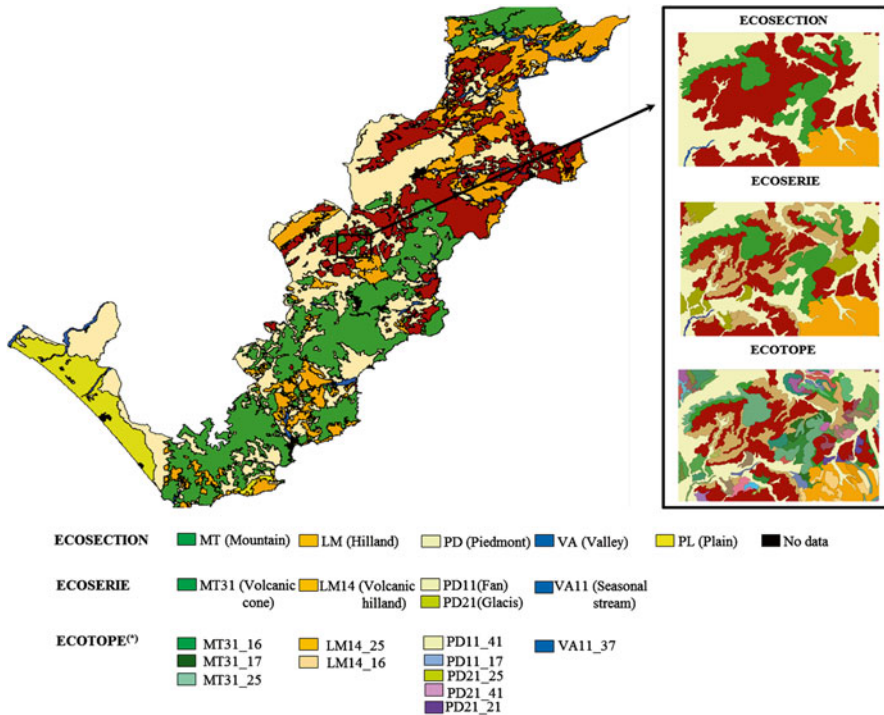 ECOSECTION
ECOSERIE
ECOTOPE
ECOSECTION MT (Mountain) LM (Hilland) PD (Piedmont) VA (Valley) PL (Plain) No data
ECOSERIE MT31 (Volcanic cone) LM14 (Volcanic hilland) PD11(Fan) VA11 (Seasonal stream)
PD21(Glacis)
ECOTOPE(*) MT31_16 LM14_25 PD11_41 VA11_37
MT31_17 LM14_16 PD11_17
MT31_25 PD21_25
PD21_41
PD21_21